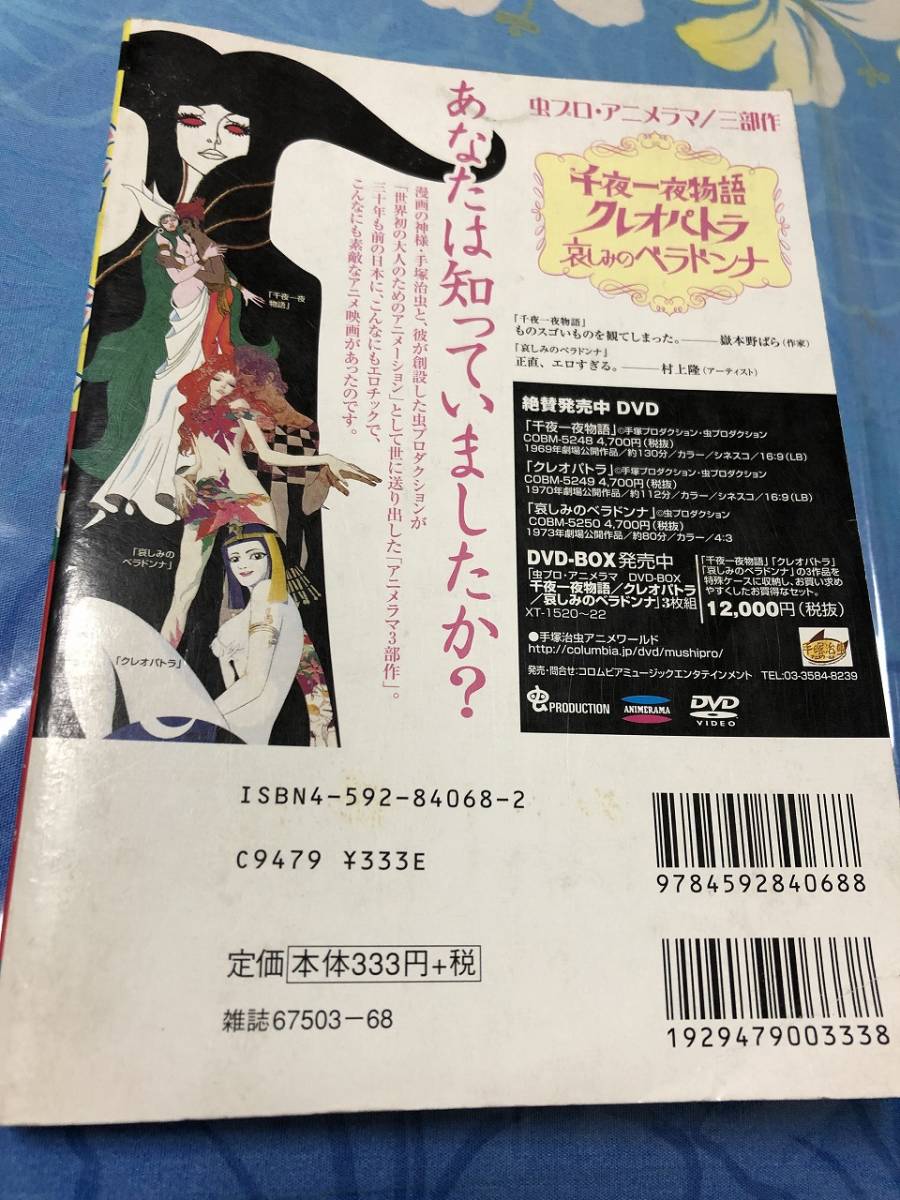 虫プロ・アニメラマ/三部作
千夜一夜物語
クレオパトラ
哀しみのベラドンナ
「千夜一夜物語」
ものスゴいものを観てしまった。――嶽本野ばら(作家)
「哀しみのベラドンナ」
正直、エロすぎる。――村上隆(アーティスト)
あなたは知っていましたか?
漫画の神様・手塚治虫と、彼が創設した虫プロダクションが
「世界初の大人のためのアニメーション」として世に送り出した「アニメラマ3部作」。
三十年も前の日本に、こんなにもエロチックで、
こんなにも素敵なアニメ映画があったのです。
「千夜一夜
物語」
「哀しみの
ベラドンナ」
「クレオパトラ」
絶賛発売中 DVD
「千夜一夜物語」©手塚プロダクション・虫プロダクション
COBM-5248 4,700円(税抜)
1969年劇場公開作品/約130分/カラー/シネスコ/16:9(LB)
「クレオパトラ」©手塚プロダクション・虫プロダクション
COBM-5249 4,700円(税抜)
1970年劇場公開作品/約112分/カラー/シネスコ/16:9(LB)
「哀しみのベラドンナ」©虫プロダクション
COBM-5250 4,700円(税抜)
1973年劇場公開作品/約80分/カラー/4:3
DVD-BOX 発売中
「虫プロ・アニメラマ DVD-BOX
千夜一夜物語/クレオパトラ
/哀しみのベラドンナ」3枚組
XT-1520~22
「千夜一夜物語」「クレオパトラ」
「哀しみのベラドンナ」の3作品を
特殊ケースに収納し、お買い求め
やすくしたお買得なセット。
12,000円(税抜)
●手塚治虫アニメワールド
http://columbia.jp/dvd/mushipro/
手塚治虫
発売・問合せ:コロムビアミュージックエンタテインメント TEL:03-3584-8239
虫 PRODUCTION
ANIMERAMA
DVD
VIDEO
ISBN4-592-84068-2
C9479 ¥333E
9784592840688
定価 本体333円+税
雑誌67503-68
1929479003338